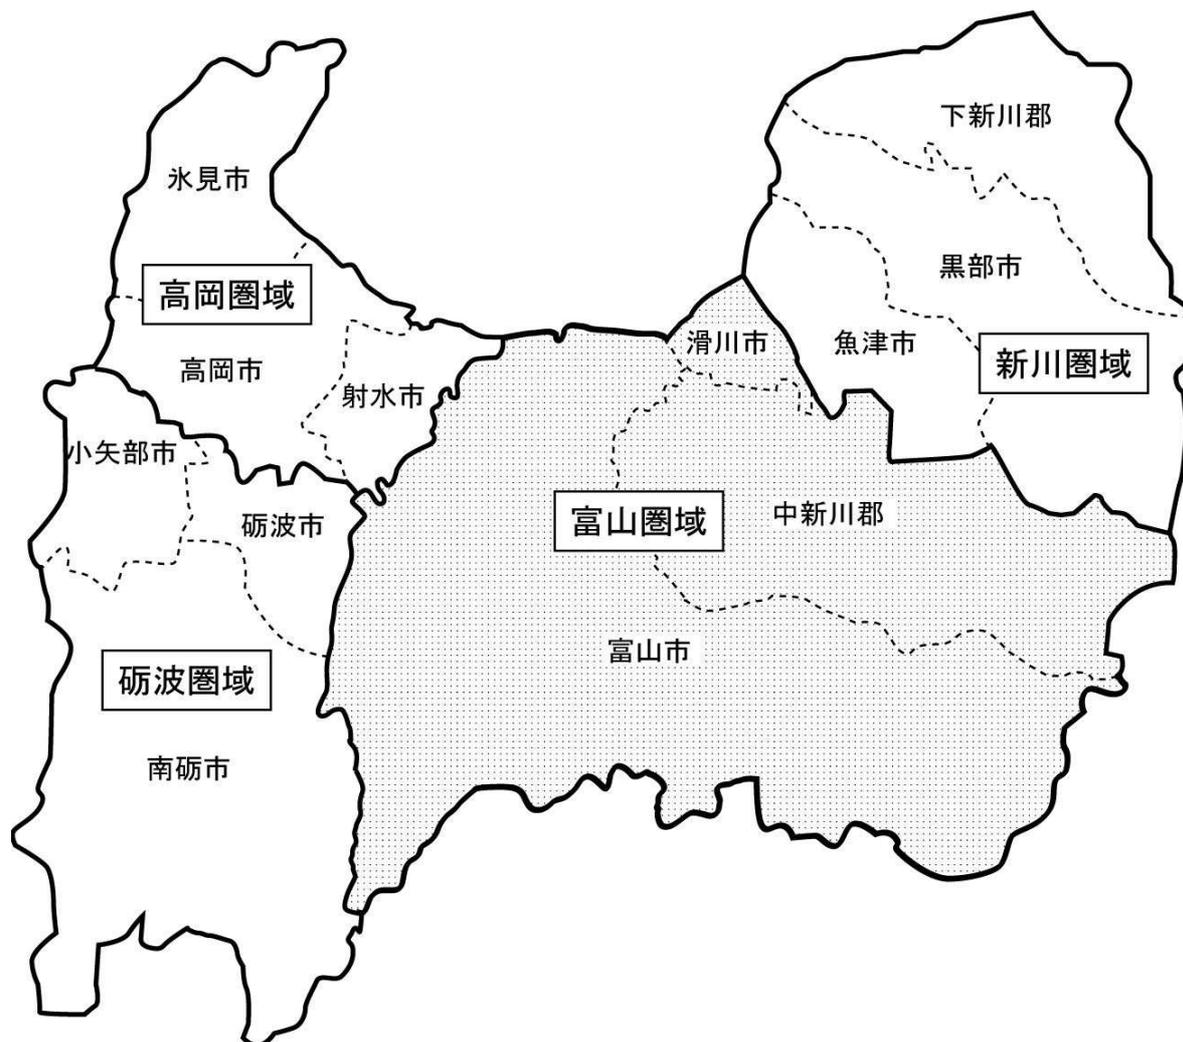 下新川郡
氷見市
黒部市
高岡圏域
滑川市
魚津市
新川圏域
高岡市
射水市
小矢部市
砺波市
富山圏域
中新川郡
富山市
砺波圏域
南砺市